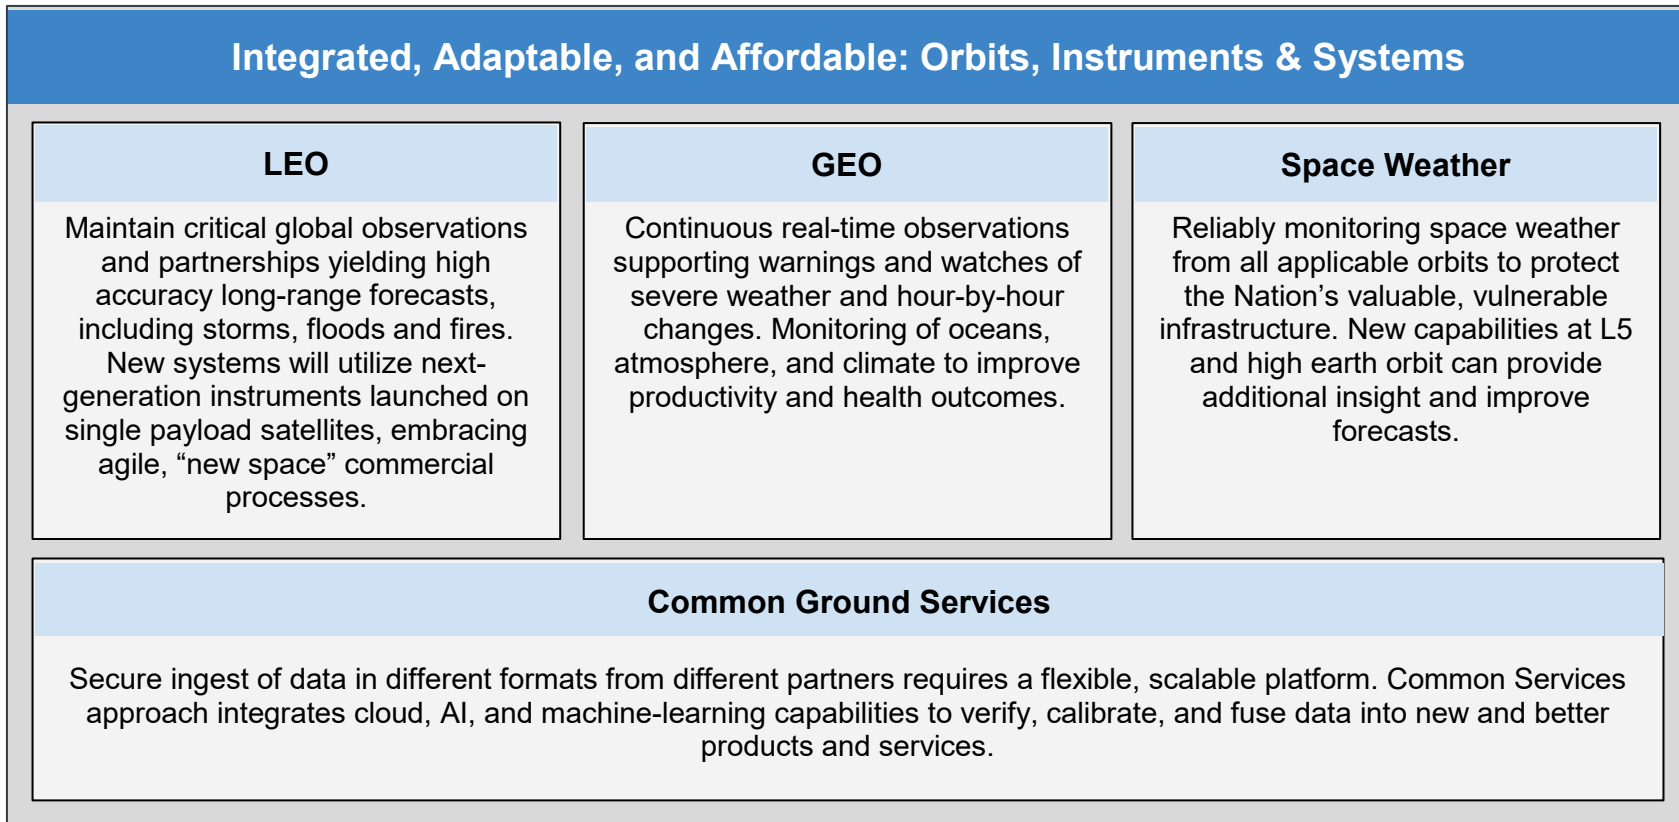 Integrated, Adaptable, and Affordable: Orbits, Instruments & Systems
LEO
Maintain critical global observations
and partnerships yielding high
accuracy long-range forecasts,
including storms, floods and fires.
New systems will utilize next-
generation instruments launched on
single payload satellites, embracing
agile, “new space” commercial
processes.
GEO
Continuous real-time observations
supporting warnings and watches of
severe weather and hour-by-hour
changes. Monitoring of oceans,
atmosphere, and climate to improve
productivity and health outcomes.
Space Weather
Reliably monitoring space weather
from all applicable orbits to protect
the Nation’s valuable, vulnerable
infrastructure. New capabilities at L5
and high earth orbit can provide
additional insight and improve
forecasts.
Common Ground Services
Secure ingest of data in different formats from different partners requires a flexible, scalable platform. Common Services
approach integrates cloud, AI, and machine-learning capabilities to verify, calibrate, and fuse data into new and better
products and services.